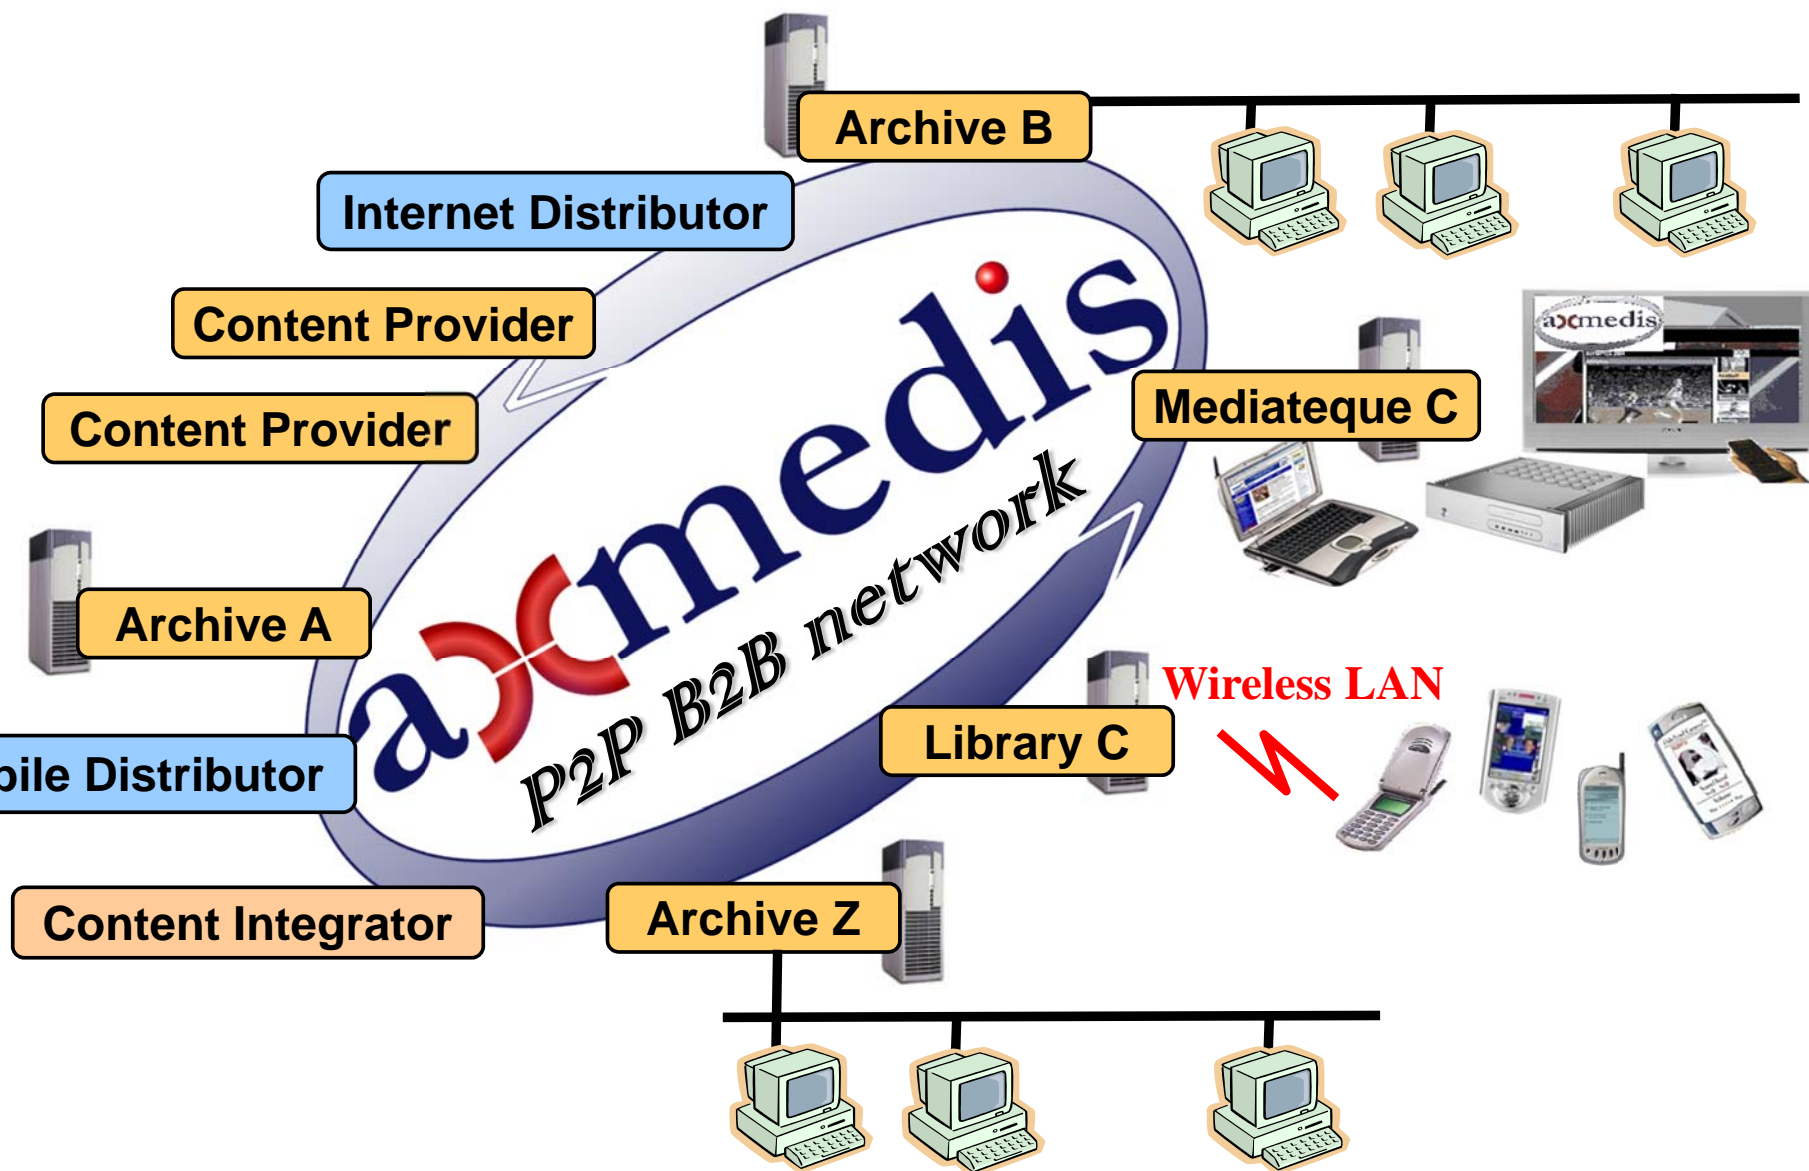 Archive B
Internet Distributor
Content Provider
axmedis
Content Provider
Mediateque C
axmedis
P2P B2B network
Archive A
Wireless LAN
Library C
bile Distributor
Content Integrator
Archive Z